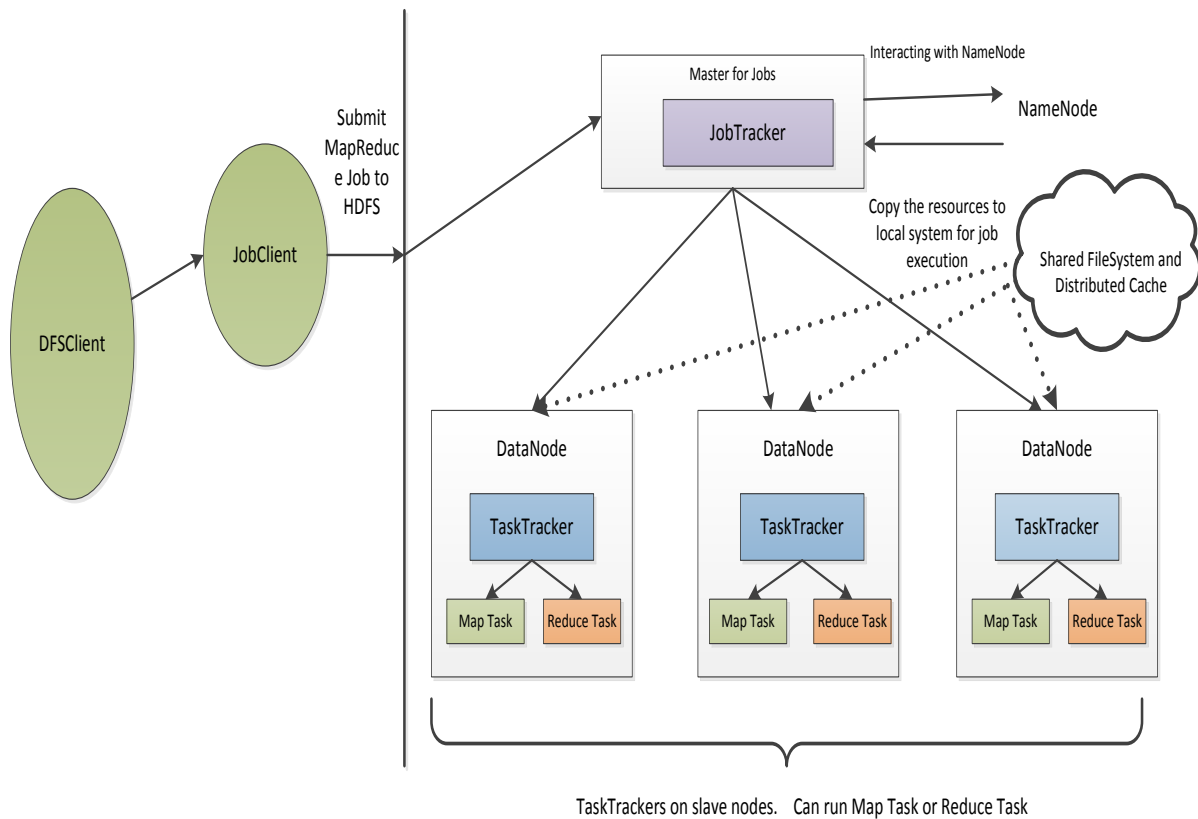 Interacting with NameNode
Master for Jobs
JobTracker
NameNode
Submit
MapReduc
e Job to
HDFS
Copy the resources to
local system for job
execution
Shared FileSystem and
Distributed Cache
JobClient
DFSClient
DataNode
DataNode
DataNode
TaskTracker
TaskTracker
TaskTracker
Map Task
Reduce Task
Map Task
Reduce Task
Map Task
Reduce Task
TaskTrackers on slave nodes. Can run Map Task or Reduce Task